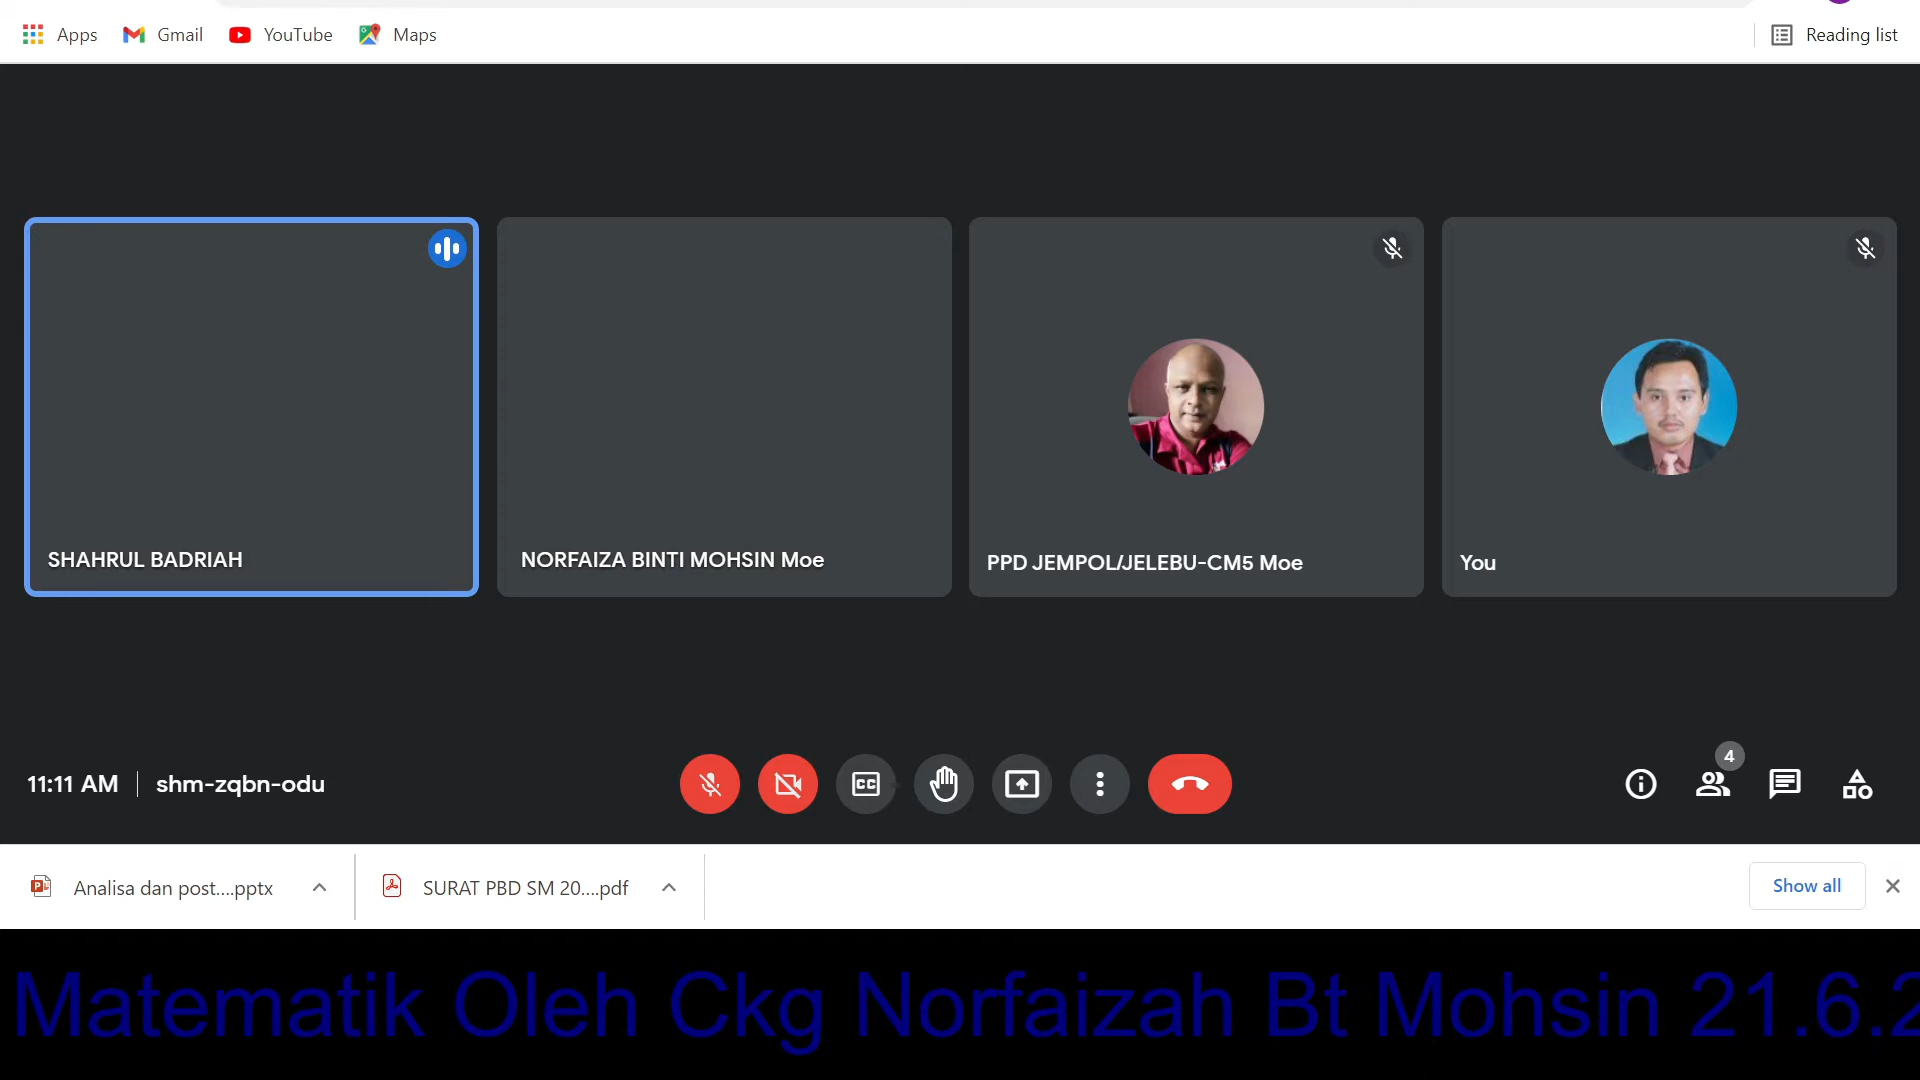 Apps Gmail YouTube Maps Reading list
SHAHRUL BADRIAH
NORFAIZA BINTI MOHSIN Moe
PPD JEMPOL/JELEBU-CM5 Moe
You
11:11 AM shm-zqbn-odu
CC
4
Analisa dan post....pptx
SURAT PBD SM 20....pdf
Show all
Matematik Oleh Ckg Norfaizah Bt Mohsin 21.6.2